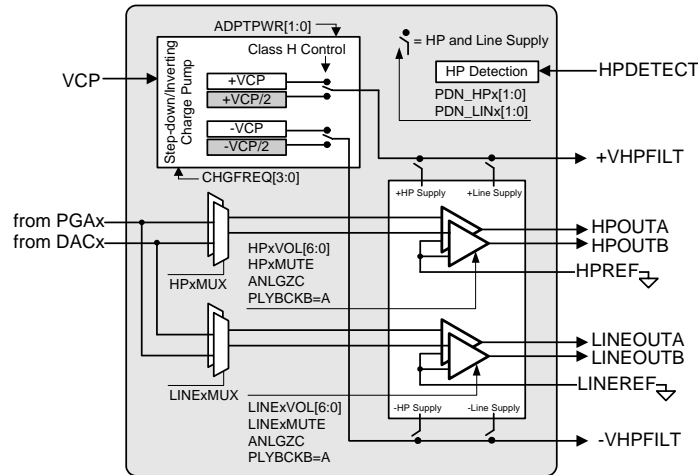 ADPTPWR[1:0]
Class H Control
= HP and Line Supply
VCP
Step-down/Inverting
Charge Pump
+VCP
+VCP/2
-VCP
-VCP/2
HP Detection
HPDETECT
PDN_HPx[1:0]
PDN_LINx[1:0]
+VHPFILT
CHGFREQ[3:0]
+HP Supply
+Line Supply
from PGAx
from DACx
HPxMUX
HPxVOL[6:0]
HPxMUTE
ANLGZC
PLYBCKB=A
HPOUTA
HPOUTB
HPREF
LINExMUX
LINExVOL[6:0]
LINExMUTE
ANLGZC
PLYBCKB=A
LINEOUTA
LINEOUTB
LINEREF
-HP Supply
-Line Supply
-VHPFILT